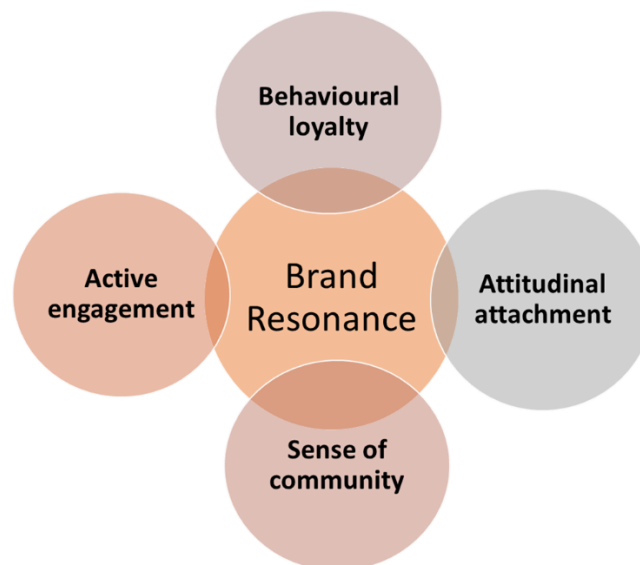 Behavioural
loyalty
Active
engagement
Brand
Resonance
Attitudinal
attachment
Sense of
community